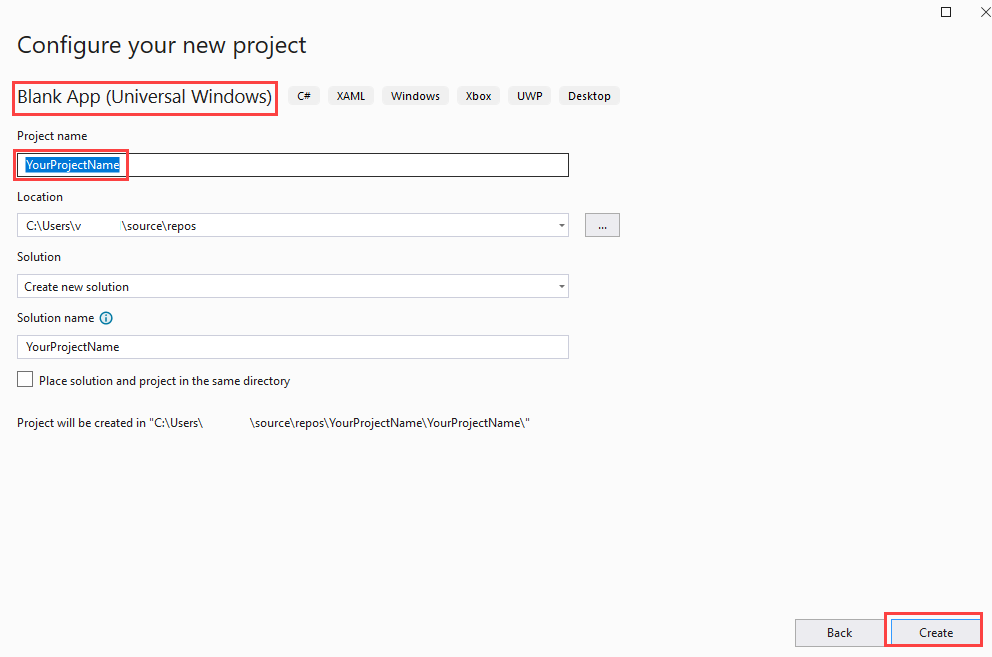 Configure your new project
Blank App (Universal Windows) C# XAML Windows Xbox UWP Desktop
Project name
YourProjectName
Location
C:\Users\v \source\repos ...
Solution
Create new solution
Solution name
YourProjectName
Place solution and project in the same directory
Project will be created in "C:\Users\ \source\repos\YourProjectName\YourProjectName\"
Back Create